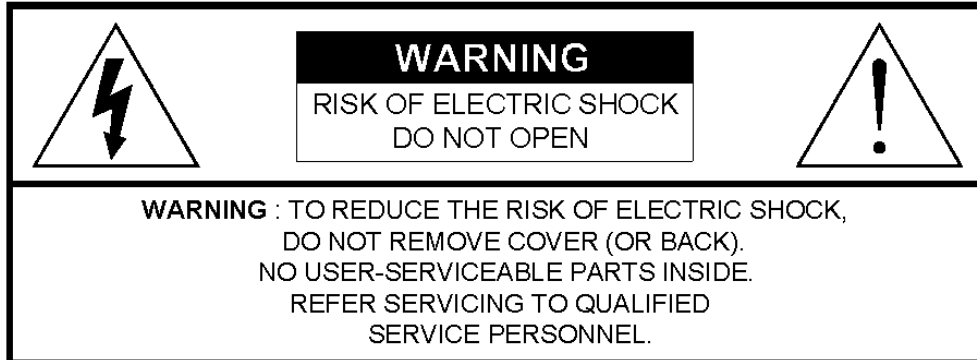 WARNING
RISK OF ELECTRIC SHOCK
DO NOT OPEN
WARNING : TO REDUCE THE RISK OF ELECTRIC SHOCK,
DO NOT REMOVE COVER (OR BACK).
NO USER-SERVICEABLE PARTS INSIDE.
REFER SERVICING TO QUALIFIED
SERVICE PERSONNEL.